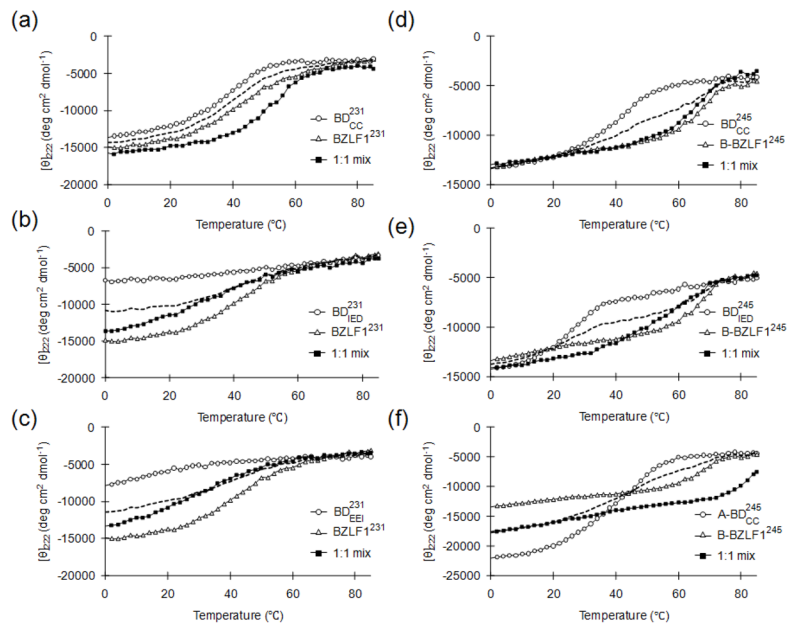 (a)
0
-5000
-10000
-15000
-20000
[θ]222 (deg cm2 dmol-1)
BD231CC
BZLF1231
1:1 mix
0 20 40 60 80
Temperature (℃)
(b)
0
-5000
-10000
-15000
-20000
[θ]222 (deg cm2 dmol-1)
BD231IED
BZLF1231
1:1 mix
0 20 40 60 80
Temperature (℃)
(c)
0
-5000
-10000
-15000
-20000
[θ]222 (deg cm2 dmol-1)
BD231EEI
BZLF1231
1:1 mix
0 20 40 60 80
Temperature (℃)
(d)
0
-5000
-10000
-15000
[θ]222 (deg cm2 dmol-1)
BD245CC
B-BZLF1245
1:1 mix
0 20 40 60 80
Temperature (℃)
(e)
0
-5000
-10000
-15000
[θ]222 (deg cm2 dmol-1)
BD245IED
B-BZLF1245
1:1 mix
0 20 40 60 80
Temperature (℃)
(f)
0
-5000
-10000
-15000
-20000
-25000
[θ]222 (deg cm2 dmol-1)
A-BD245CC
B-BZLF1245
1:1 mix
0 20 40 60 80
Temperature (℃)